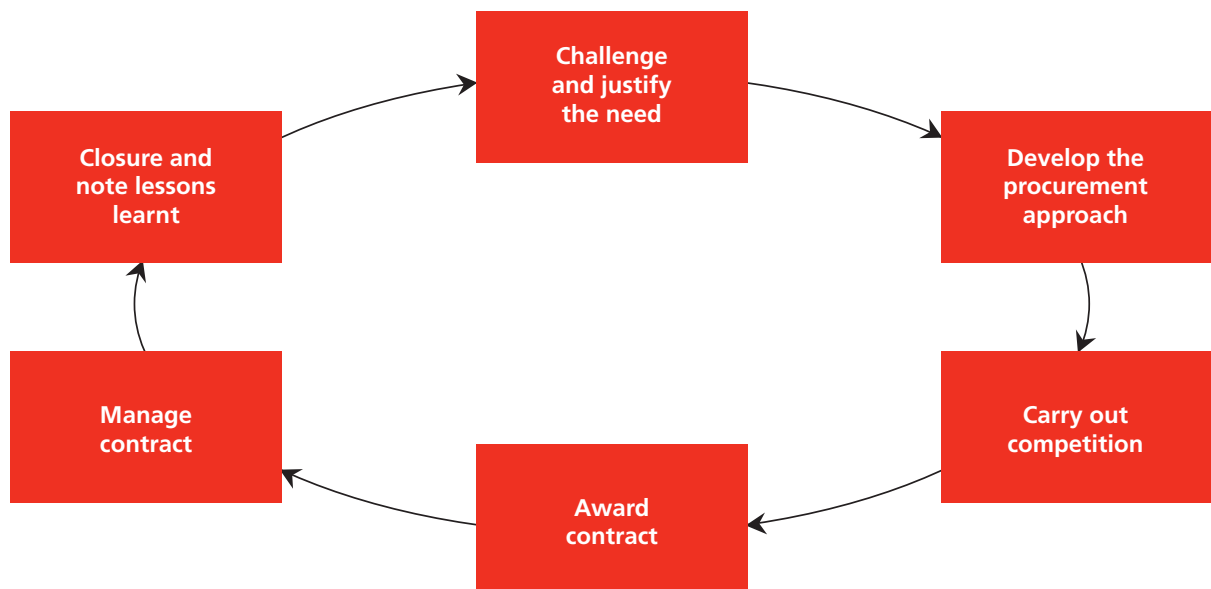 Challenge
and justify
the need
Develop the
procurement
approach
Carry out
competition
Award
contract
Manage
contract
Closure and
note lessons
learnt